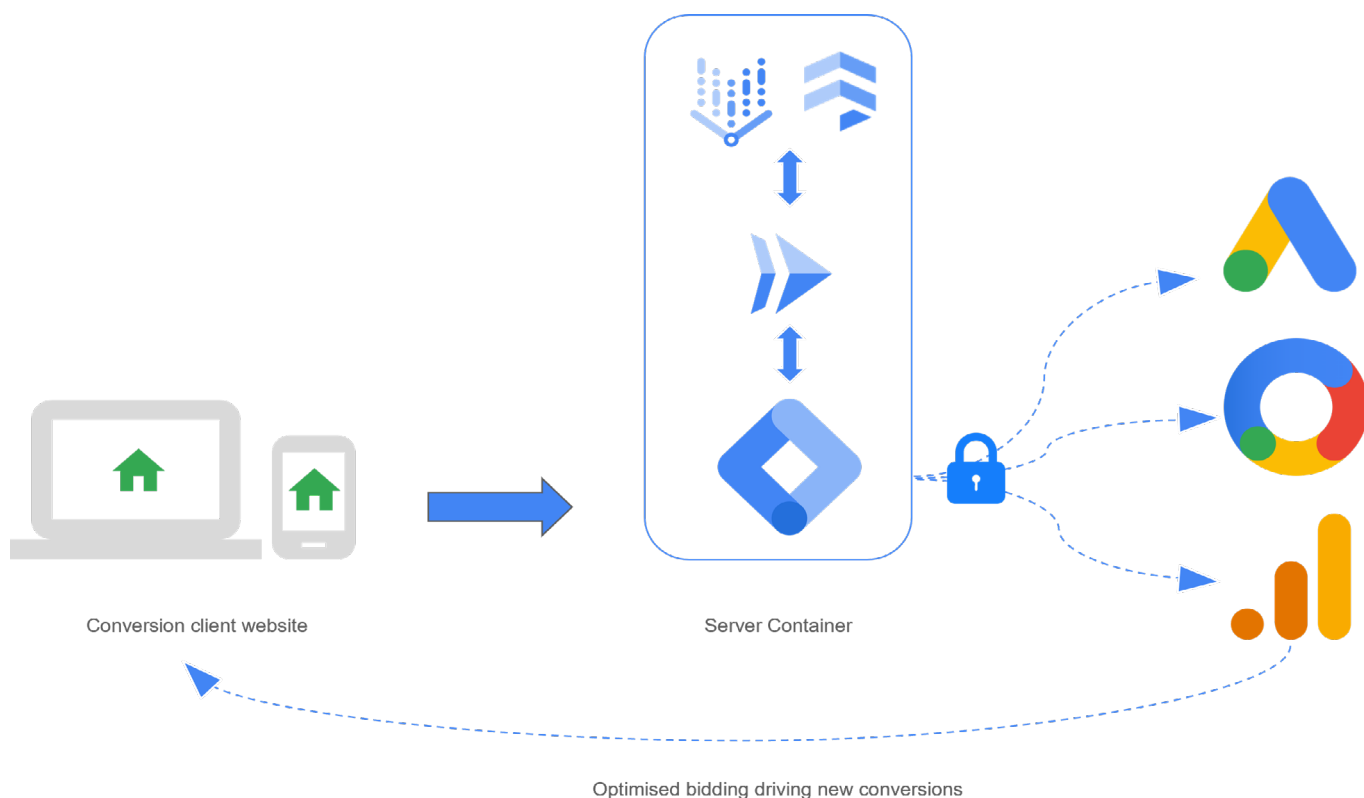 Conversion client website
Server Container
Optimised bidding driving new conversions